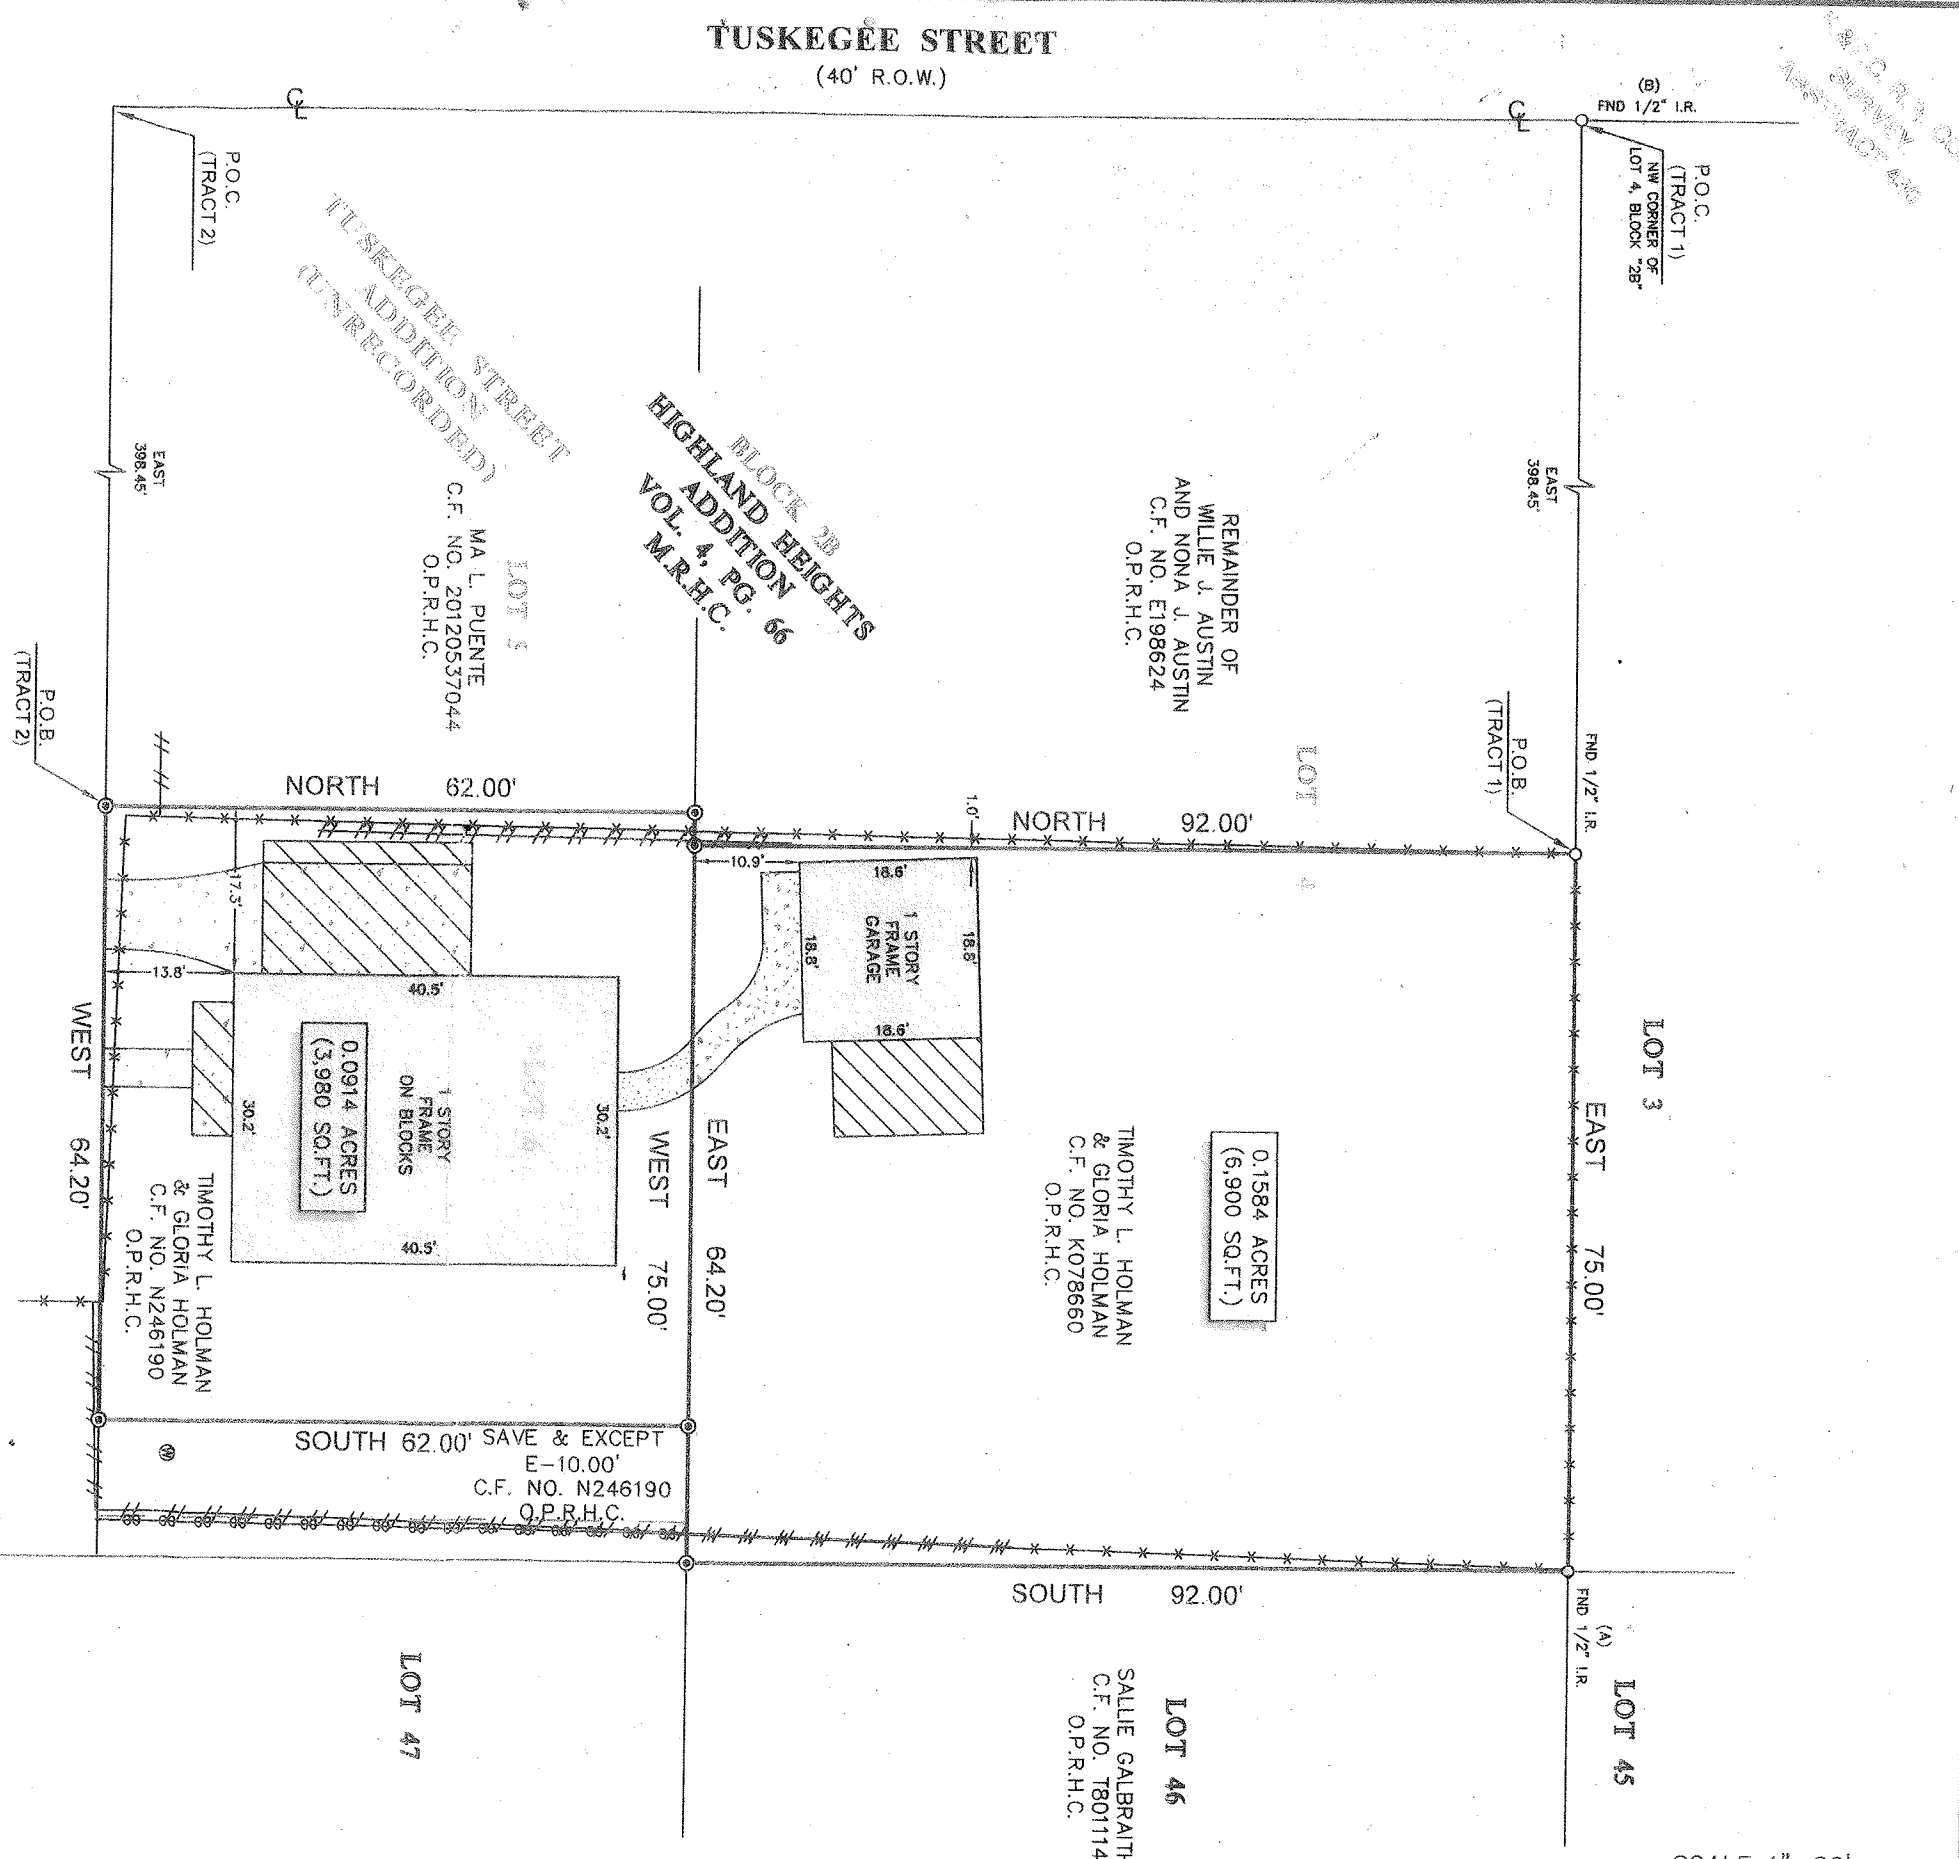 TUSKEGEE STREET
(40' R.O.W.)
SURVEY
(B)
FND 1/2" I.R.
P.O.C.
(TRACT 1)
NW CORNER OF
LOT 4, BLOCK "2B"
P.O.C.
(TRACT 2)
TUSKEGEE STREET
ADDITION
(UNRECORDED)
BLOCK 2B
HIGHLAND HEIGHTS
ADDITION
VOL. 4, PG. 66
M.R.H.C.
EAST
398.45'
EAST
398.45'
LOT 5
MA L. PUENTE
C.F. NO. 20120537044
O.P.R.H.C.
REMAINDER OF
WILLIE J. AUSTIN
AND NONA J. AUSTIN
C.F. NO. E198624
O.P.R.H.C.
P.O.B.
(TRACT 2)
P.O.B.
(TRACT 1)
LOT 4
FND 1/2" I.R.
NORTH 62.00'
NORTH 92.00'
1.0'
10.9'
17.3'
13.8'
18.6'
18.8'
18.8'
18.6'
1 STORY
FRAME
GARAGE
40.5'
30.2'
30.2'
40.5'
1 STORY
FRAME
ON BLOCKS
0.0914 ACRES
(3,980 SQ.FT.)
WEST 64.20'
WEST 75.00'
EAST 64.20'
TIMOTHY L. HOLMAN
& GLORIA HOLMAN
C.F. NO. N246190
O.P.R.H.C.
TIMOTHY L. HOLMAN
& GLORIA HOLMAN
C.F. NO. K078660
O.P.R.H.C.
0.1584 ACRES
(6,900 SQ.FT.)
EAST 75.00'
LOT 3
SOUTH 62.00'
SAVE & EXCEPT
E-10.00'
C.F. NO. N246190
O.P.R.H.C.
W
SOUTH 92.00'
(A)
FND 1/2" I.R.
LOT 45
LOT 46
SALLIE GALBRAITH
C.F. NO. T801114
O.P.R.H.C.
LOT 47